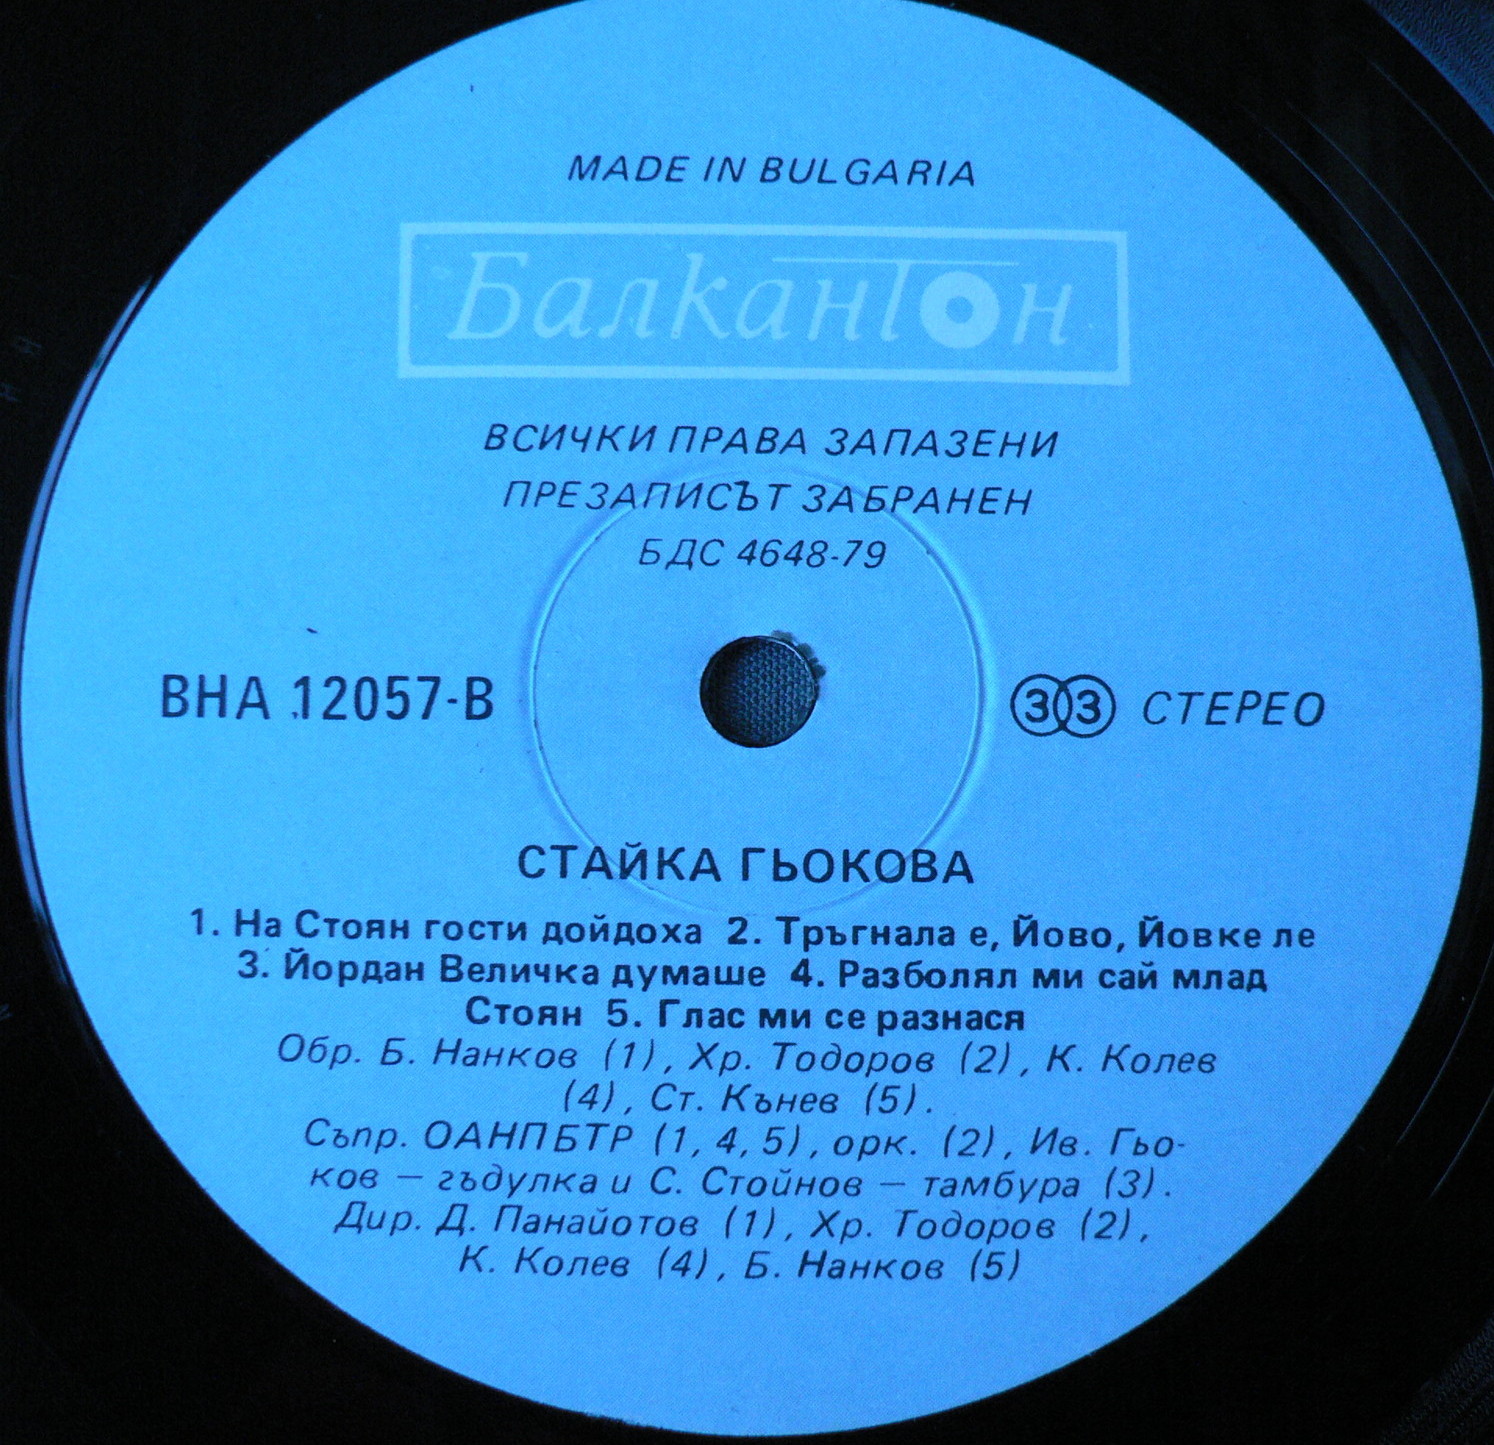 MADE IN BULGARIA
Балкантон
ВСИЧКИ ПРАВА ЗАПАЗЕНИ
ПРЕЗАПИСЪТ ЗАБРАНЕН
БДС 4648-79
ВНА 12057-В
33 СТЕРЕО
СТАЙКА ГЬОКОВА
1. На Стоян гости дойдоха 2. Тръгнала е, Йово, Йовке ле
3. Йордан Величка думаше 4. Разболял ми сай млад
Стоян 5. Глас ми се разнася
Обр. Б. Нанков (1), Хр. Тодоров (2), К. Колев
(4), Ст. Кънев (5).
Съпр. ОАНПБТР (1, 4, 5), орк. (2), Ив. Гьо-
ков — гъдулка и С. Стойнов — тамбура (3).
Дир. Д. Панайотов (1), Хр. Тодоров (2),
К. Колев (4), Б. Нанков (5)